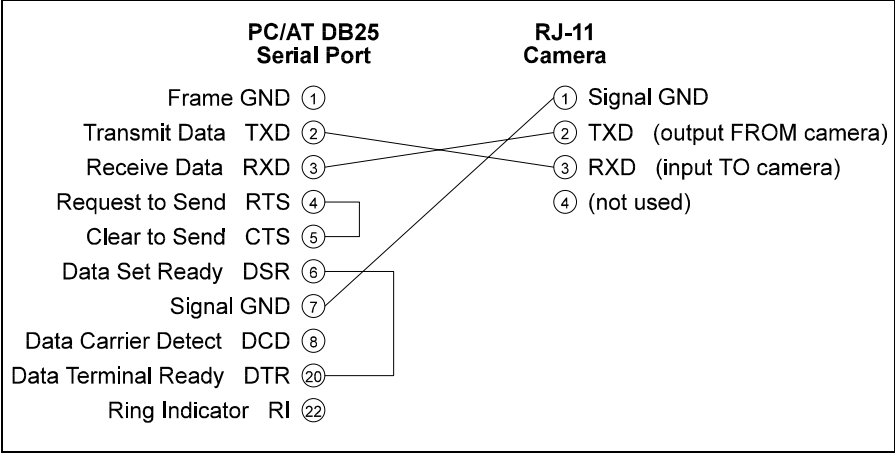 PC/AT DB25 RJ-11
Serial Port Camera
Frame GND 1 1 Signal GND
Transmit Data TXD 2 2 TXD (output FROM camera)
Receive Data RXD 3 3 RXD (input TO camera)
Request to Send RTS 4 4 (not used)
Clear to Send CTS 5
Data Set Ready DSR 6
Signal GND 7
Data Carrier Detect DCD 8
Data Terminal Ready DTR 20
Ring Indicator RI 22